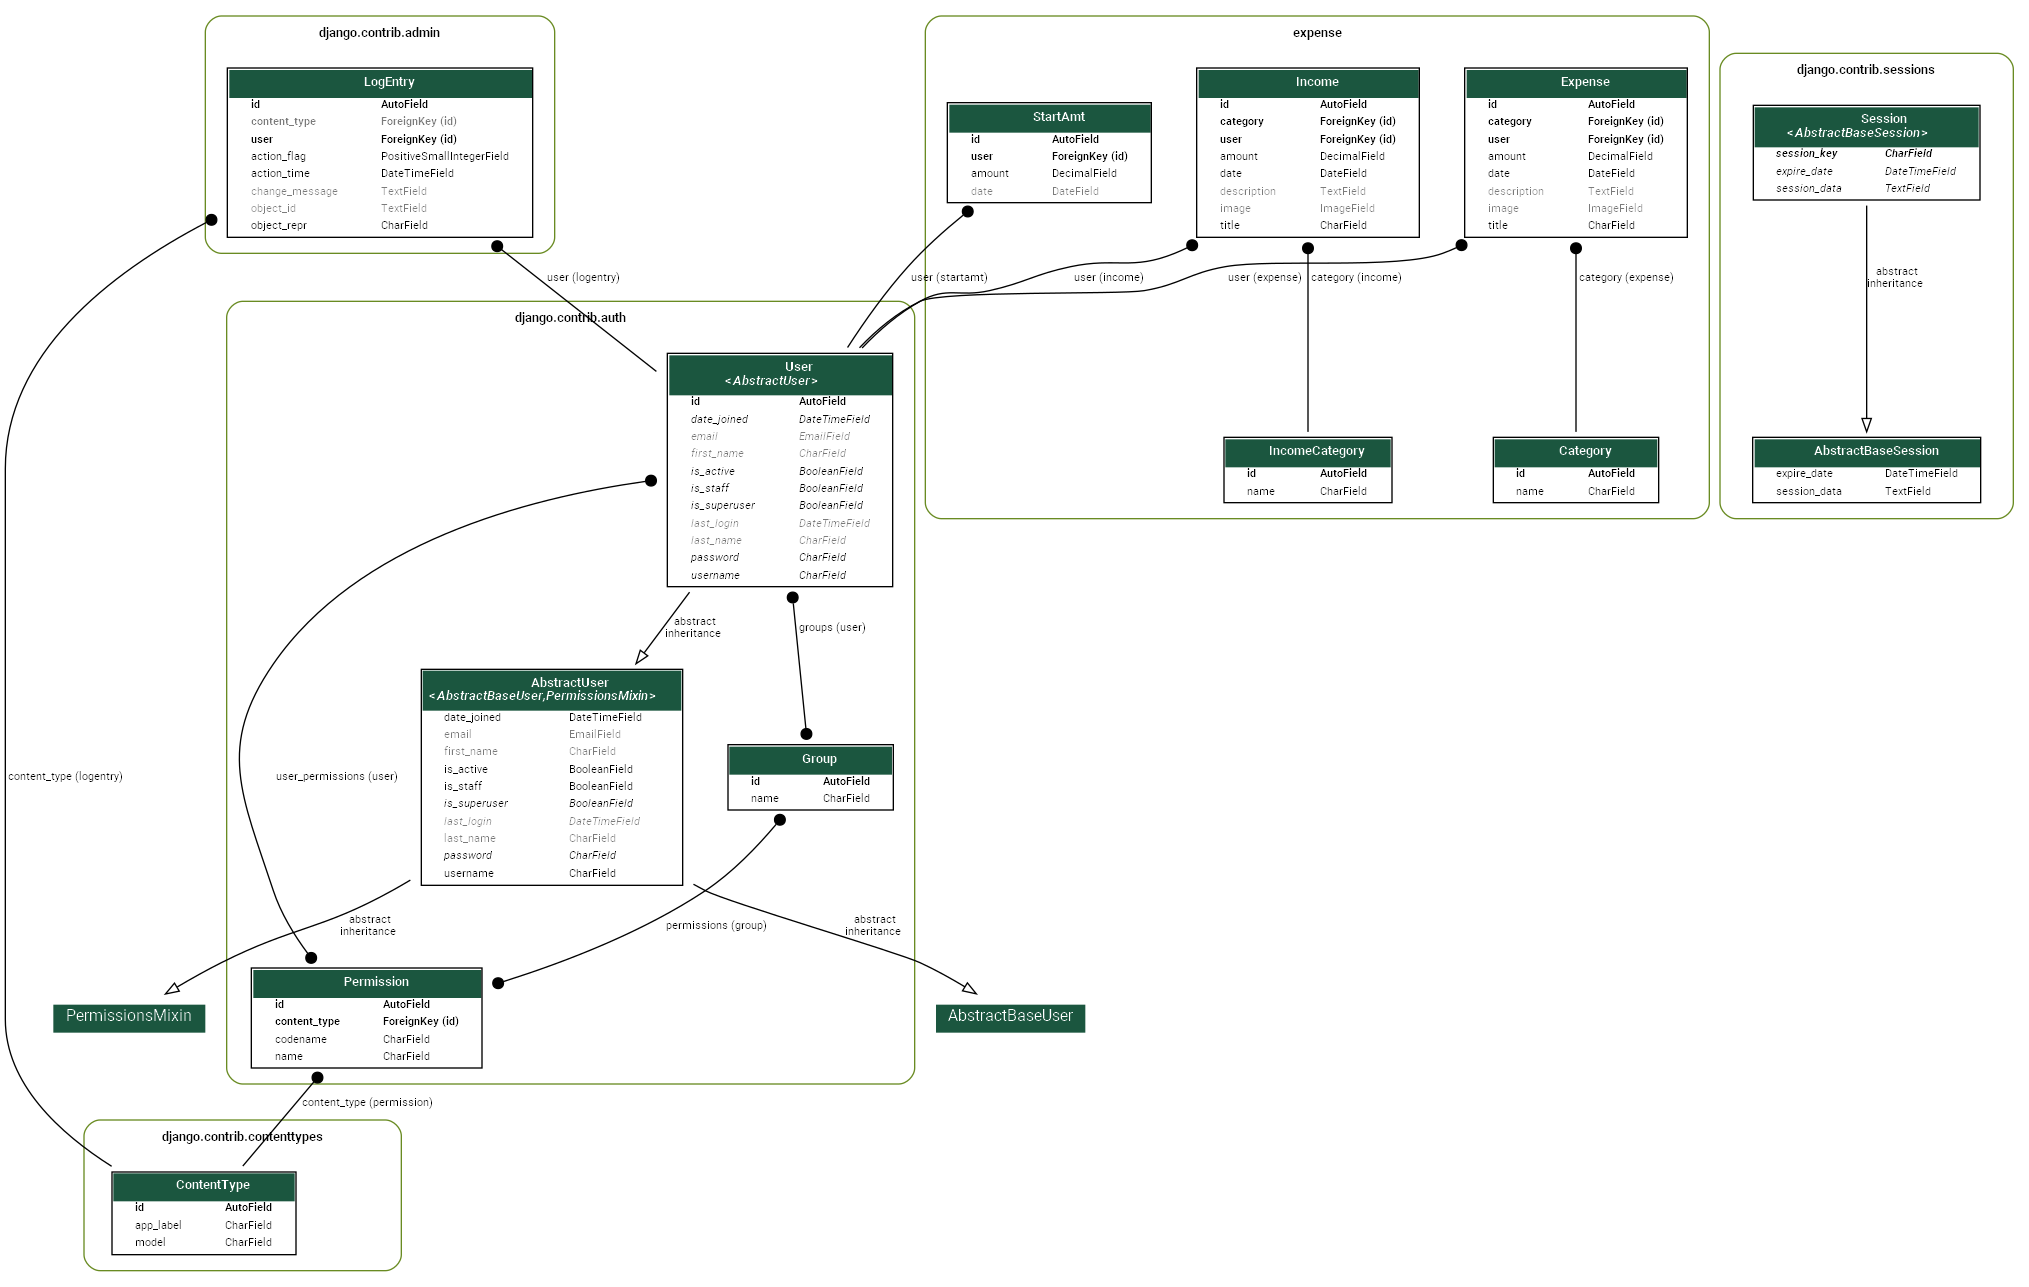 django.contrib.admin
LogEntry
id AutoField
content_type ForeignKey (id)
user ForeignKey (id)
action_flag PositiveSmallIntegerField
action_time DateTimeField
change_message TextField
object_id TextField
object_repr CharField
expense
StartAmt
id AutoField
user ForeignKey (id)
amount DecimalField
date DateField
Income
id AutoField
category ForeignKey (id)
user ForeignKey (id)
amount DecimalField
date DateField
description TextField
image ImageField
title CharField
Expense
id AutoField
category ForeignKey (id)
user ForeignKey (id)
amount DecimalField
date DateField
description TextField
image ImageField
title CharField
django.contrib.sessions
Session
<AbstractBaseSession>
session_key CharField
expire_date DateTimeField
session_data TextField
user (logentry)
user (startamt)
user (income)
user (expense)
category (income)
category (expense)
abstract
inheritance
django.contrib.auth
User
<AbstractUser>
id AutoField
date_joined DateTimeField
email EmailField
first_name CharField
is_active BooleanField
is_staff BooleanField
is_superuser BooleanField
last_login DateTimeField
last_name CharField
password CharField
username CharField
IncomeCategory
id AutoField
name CharField
Category
id AutoField
name CharField
AbstractBaseSession
expire_date DateTimeField
session_data TextField
abstract
inheritance
groups (user)
AbstractUser
<AbstractBaseUser,PermissionsMixin>
date_joined DateTimeField
email EmailField
first_name CharField
is_active BooleanField
is_staff BooleanField
is_superuser BooleanField
last_login DateTimeField
last_name CharField
password CharField
username CharField
Group
id AutoField
name CharField
content_type (logentry)
user_permissions (user)
abstract
inheritance
permissions (group)
abstract
inheritance
PermissionsMixin
Permission
id AutoField
content_type ForeignKey (id)
codename CharField
name CharField
AbstractBaseUser
content_type (permission)
django.contrib.contenttypes
ContentType
id AutoField
app_label CharField
model CharField